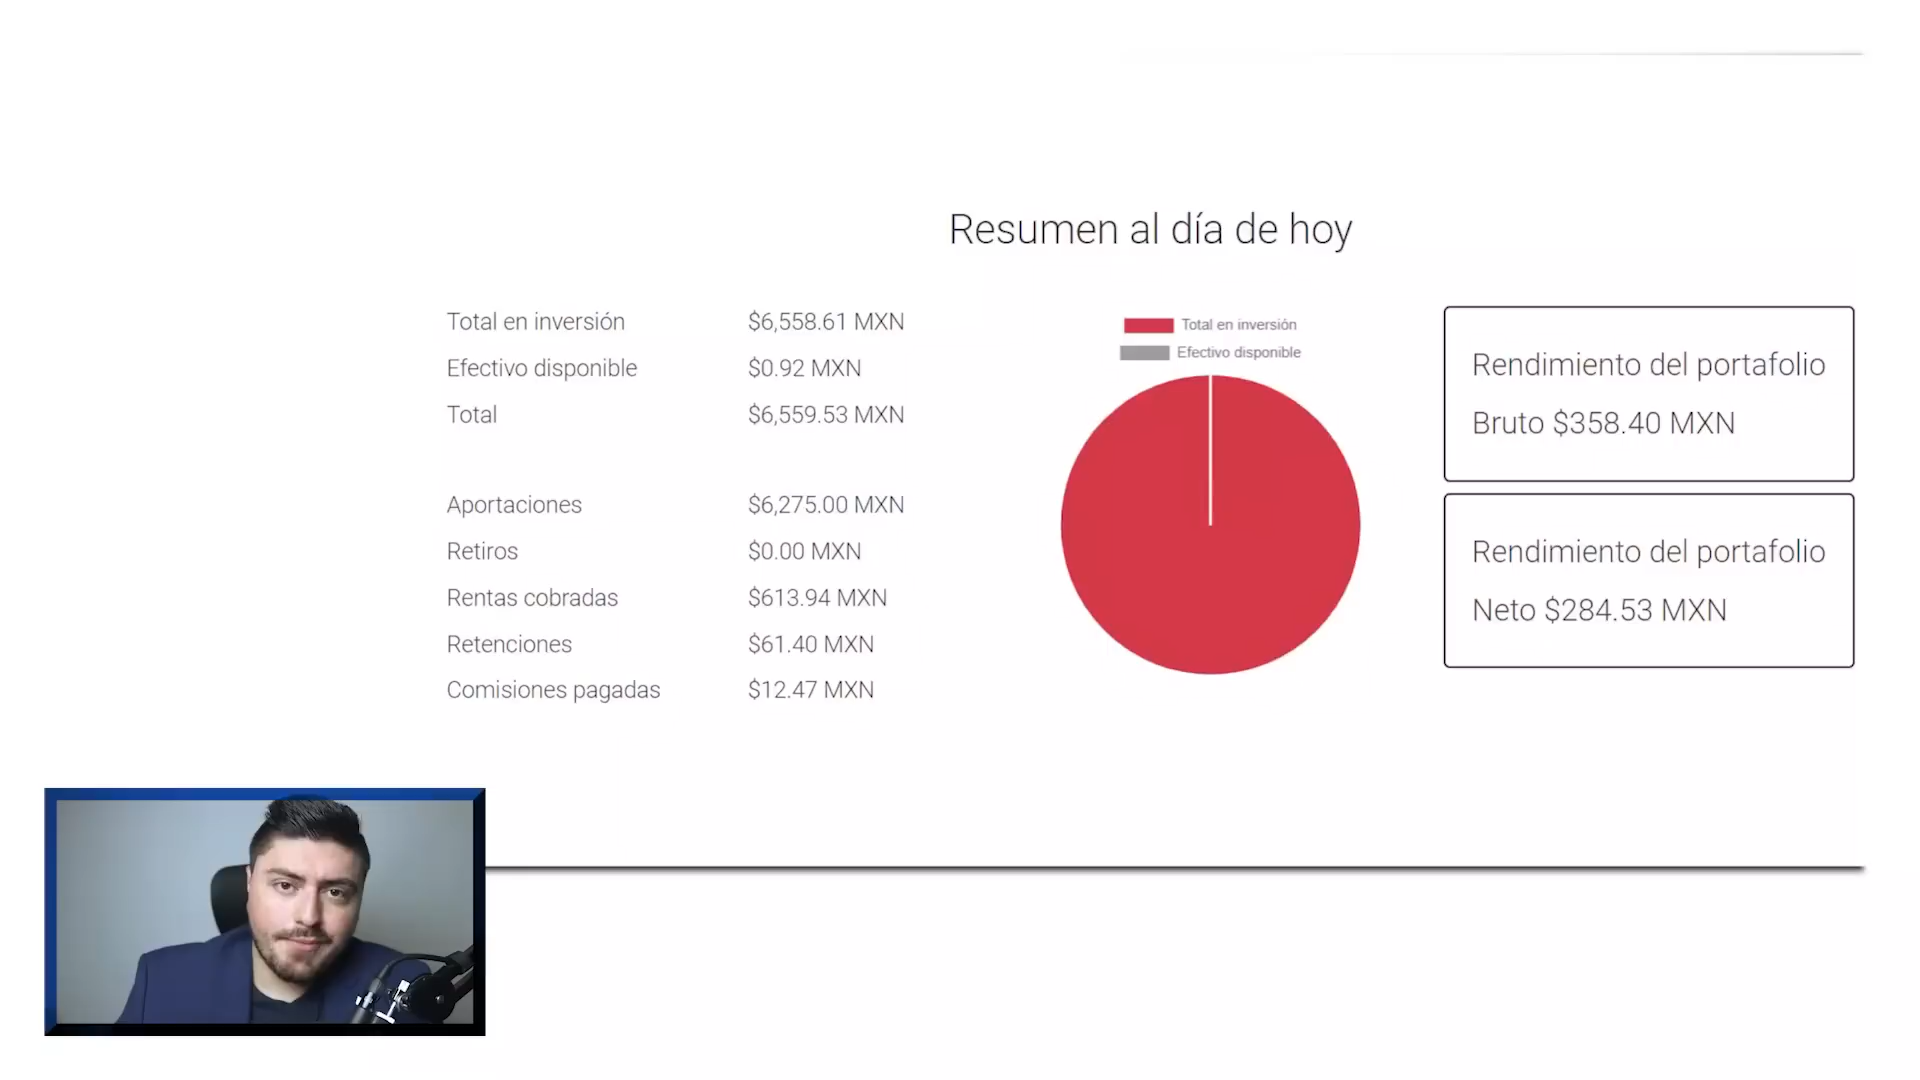 Resumen al día de hoy
Total en inversión $6,558.61 MXN
Efectivo disponible $0.92 MXN
Total $6,559.53 MXN
Aportaciones $6,275.00 MXN
Retiros $0.00 MXN
Rentas cobradas $613.94 MXN
Retenciones $61.40 MXN
Comisiones pagadas $12.47 MXN
Total en inversión
Efectivo disponible
Rendimiento del portafolio
Bruto $358.40 MXN
Rendimiento del portafolio
Neto $284.53 MXN